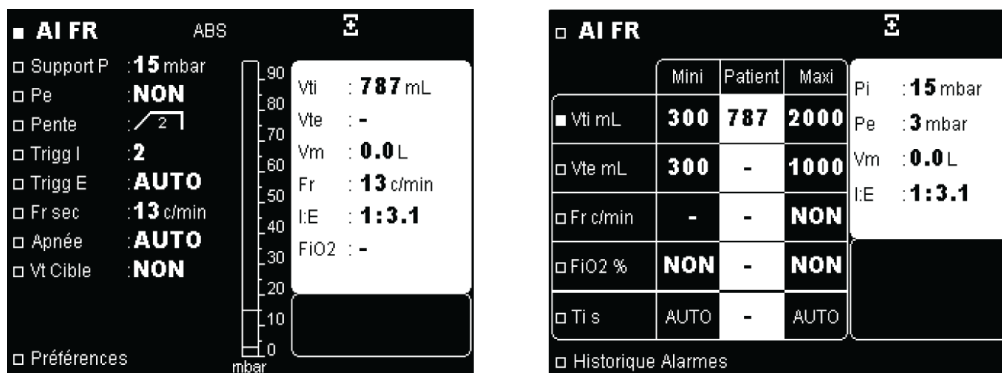 AI FR ABS
Support P :15 mbar
Pe :NON
Pente : 2
Trigg I :2
Trigg E :AUTO
Fr sec :13 c/min
Apnée :AUTO
Vt Cible :NON
Préférences
90
80
70
60
50
40
30
20
10
0
mbar
Vti : 787 mL
Vte : -
Vm : 0.0 L
Fr : 13 c/min
I:E : 1:3.1
FiO2 : -
AI FR
Mini Patient Maxi
Vti mL 300 787 2000
Vte mL 300 - 1000
Fr c/min - - NON
FiO2 % NON - NON
Ti s AUTO - AUTO
Historique Alarmes
Pi :15 mbar
Pe :3 mbar
Vm :0.0 L
I:E :1:3.1